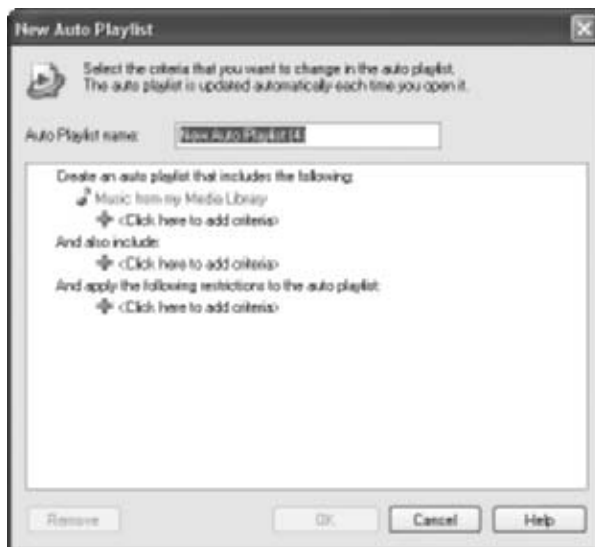 New Auto Playlist
Select the criteria that you want to change in the auto playlist.
The auto playlist is updated automatically each time you open it.
Auto Playlist name: New Auto Playlist (4)
Create an auto playlist that includes the following:
Music from my Media Library
<Click here to add criteria>
And also include:
<Click here to add criteria>
And apply the following restrictions to the auto playlist:
<Click here to add criteria>
Remove OK Cancel Help